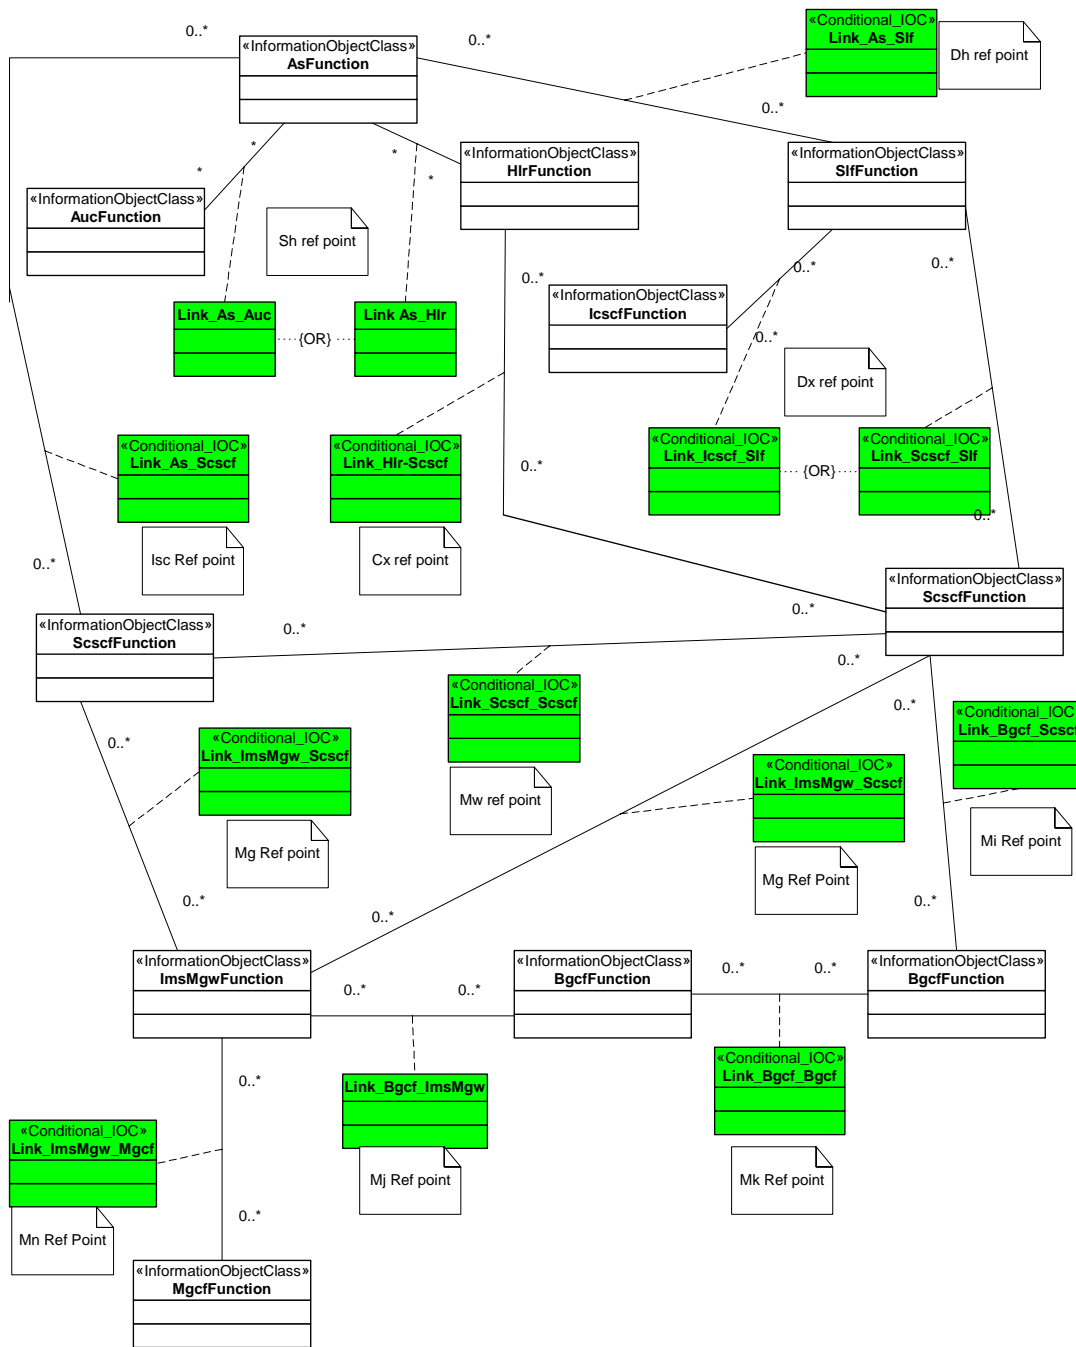 0..*
«InformationObjectClass»
AsFunction
0..*
«Conditional_IOC»
Link_As_Slf
Dh ref point
0..*
*
*
*
*
«InformationObjectClass»
HlrFunction
«InformationObjectClass»
SlfFunction
«InformationObjectClass»
AucFunction
Sh ref point
0..*
0..*
0..*
«InformationObjectClass»
IcscfFunction
Link_As_Auc
{OR}
Link As_Hlr
0..*
Dx ref point
«Conditional_IOC»
Link_As_Scscf
«Conditional_IOC»
Link_Hlr-Scscf
«Conditional_IOC»
Link_Icscf_Slf
{OR}
«Conditional_IOC»
Link_Scscf_Slf
0..*
0..*
Isc Ref point
Cx ref point
0..*
«InformationObjectClass»
ScscfFunction
0..*
«InformationObjectClass»
ScscfFunction
0..*
0..*
«Conditional_IOC»
Link_Scscf_Scscf
0..*
0..*
«Conditional_IOC»
Link_Bgcf_Scscf
0..*
«Conditional_IOC»
Link_ImsMgw_Scscf
Mw ref point
«Conditional_IOC»
Link_ImsMgw_Scscf
Mg Ref point
Mi Ref point
Mg Ref Point
0..*
0..*
0..*
«InformationObjectClass»
ImsMgwFunction
0..*
0..*
«InformationObjectClass»
BgcfFunction
0..*
0..*
«InformationObjectClass»
BgcfFunction
0..*
Link_Bgcf_ImsMgw
«Conditional_IOC»
Link_Bgcf_Bgcf
«Conditional_IOC»
Link_ImsMgw_Mgcf
Mj Ref point
Mk Ref point
0..*
Mn Ref Point
«InformationObjectClass»
MgcfFunction